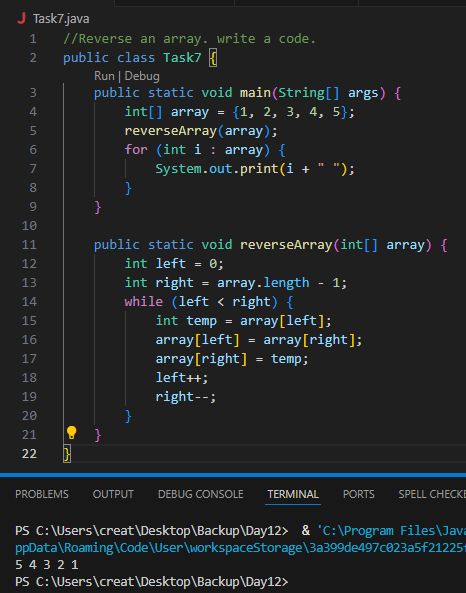 J Task7.java
1 //Reverse an array. write a code.
2 public class Task7 {
Run | Debug
3 public static void main(String[] args) {
4 int[] array = {1, 2, 3, 4, 5};
5 reverseArray(array);
6 for (int i : array) {
7 System.out.print(i + " ");
8 }
9 }
10
11 public static void reverseArray(int[] array) {
12 int left = 0;
13 int right = array.length - 1;
14 while (left < right) {
15 int temp = array[left];
16 array[left] = array[right];
17 array[right] = temp;
18 left++;
19 right--;
20 }
21 }
22 }
PROBLEMS OUTPUT DEBUG CONSOLE TERMINAL PORTS SPELL CHECKE
PS C:\Users\creat\Desktop\Backup\Day12> & 'C:\Program Files\Java
ppData\Roaming\Code\User\workspaceStorage\3a399de497c023a5f21225f
5 4 3 2 1
PS C:\Users\creat\Desktop\Backup\Day12>